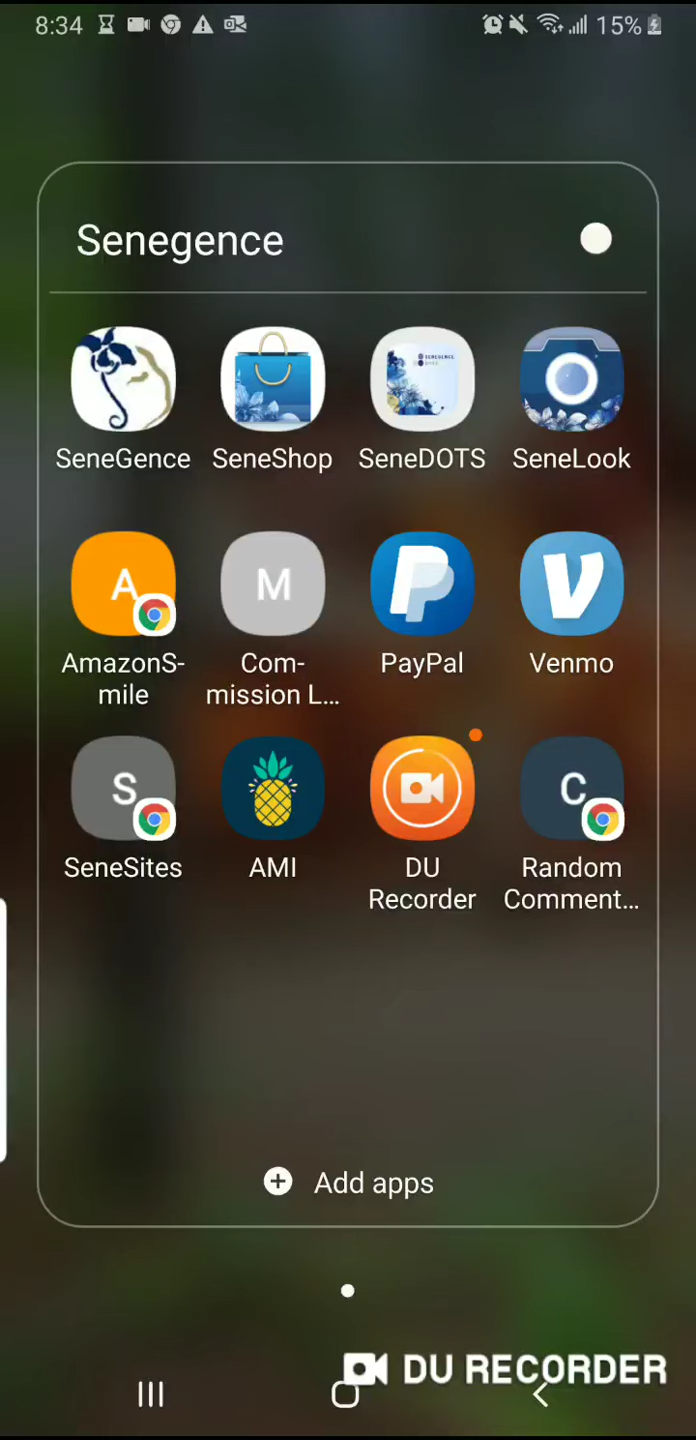 8:34 15%
Senegence
SENEGENCE
SeneGence SeneShop SeneDOTS SeneLook
A M
AmazonS-
mile
Com-
mission L...
PayPal Venmo
S C
SeneSites AMI DU
Recorder
Random
Comment...
Add apps
DU RECORDER